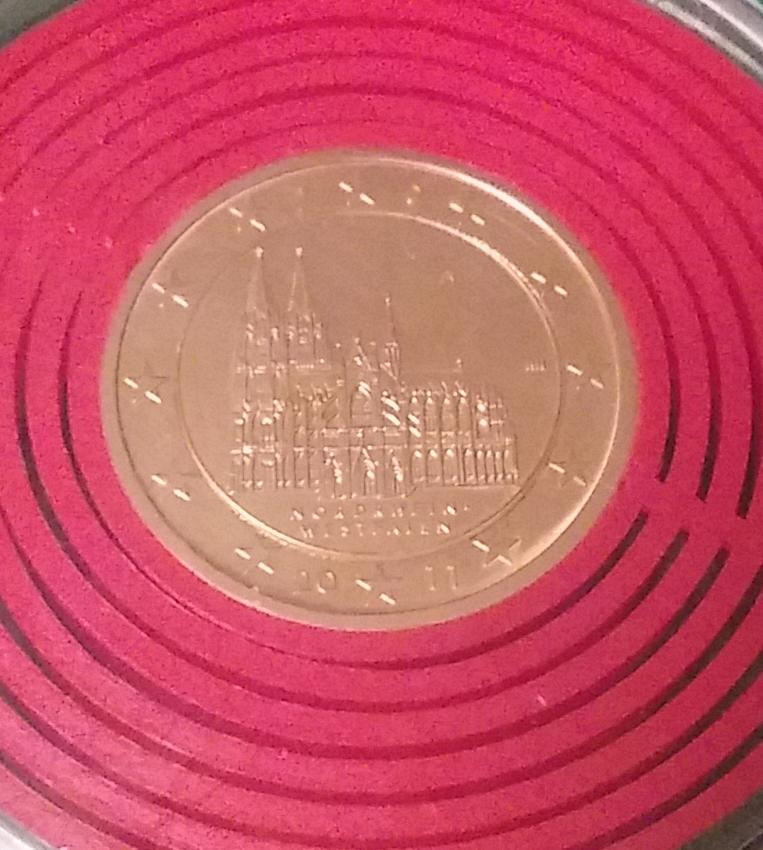 NORDRHEIN-
WESTFALEN
20 11